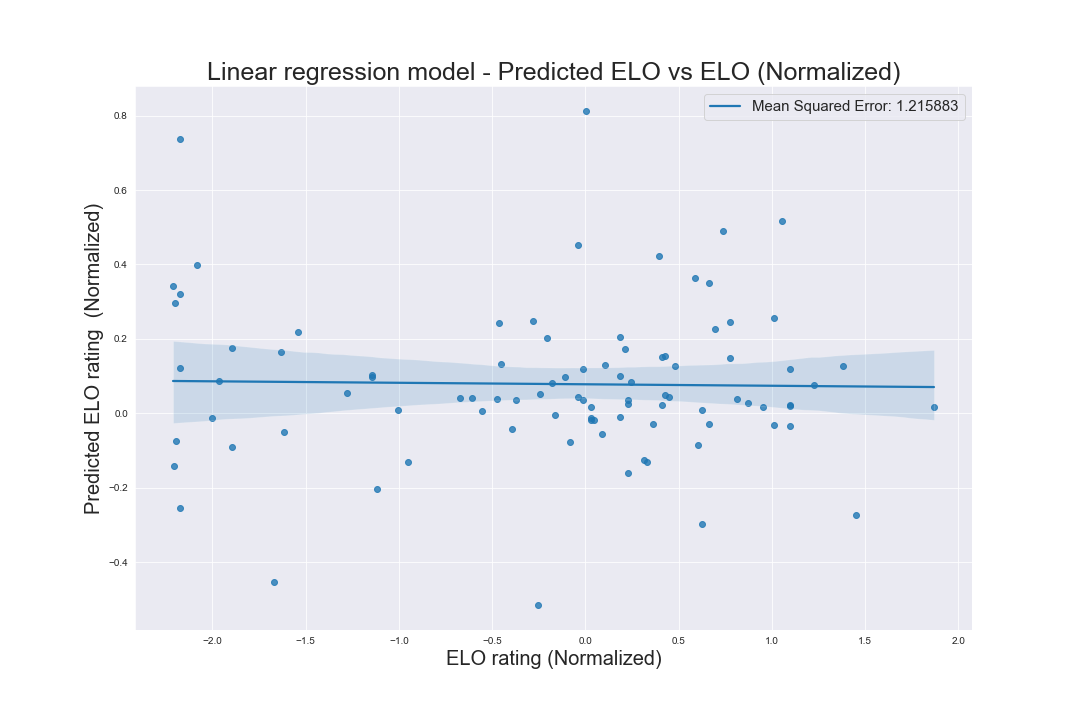 Linear regression model - Predicted ELO vs ELO (Normalized)
Mean Squared Error: 1.215883
Predicted ELO rating  (Normalized)
0.8
0.6
0.4
0.2
0.0
−0.2
−0.4
−2.0 −1.5 −1.0 −0.5 0.0 0.5 1.0 1.5 2.0
ELO rating (Normalized)